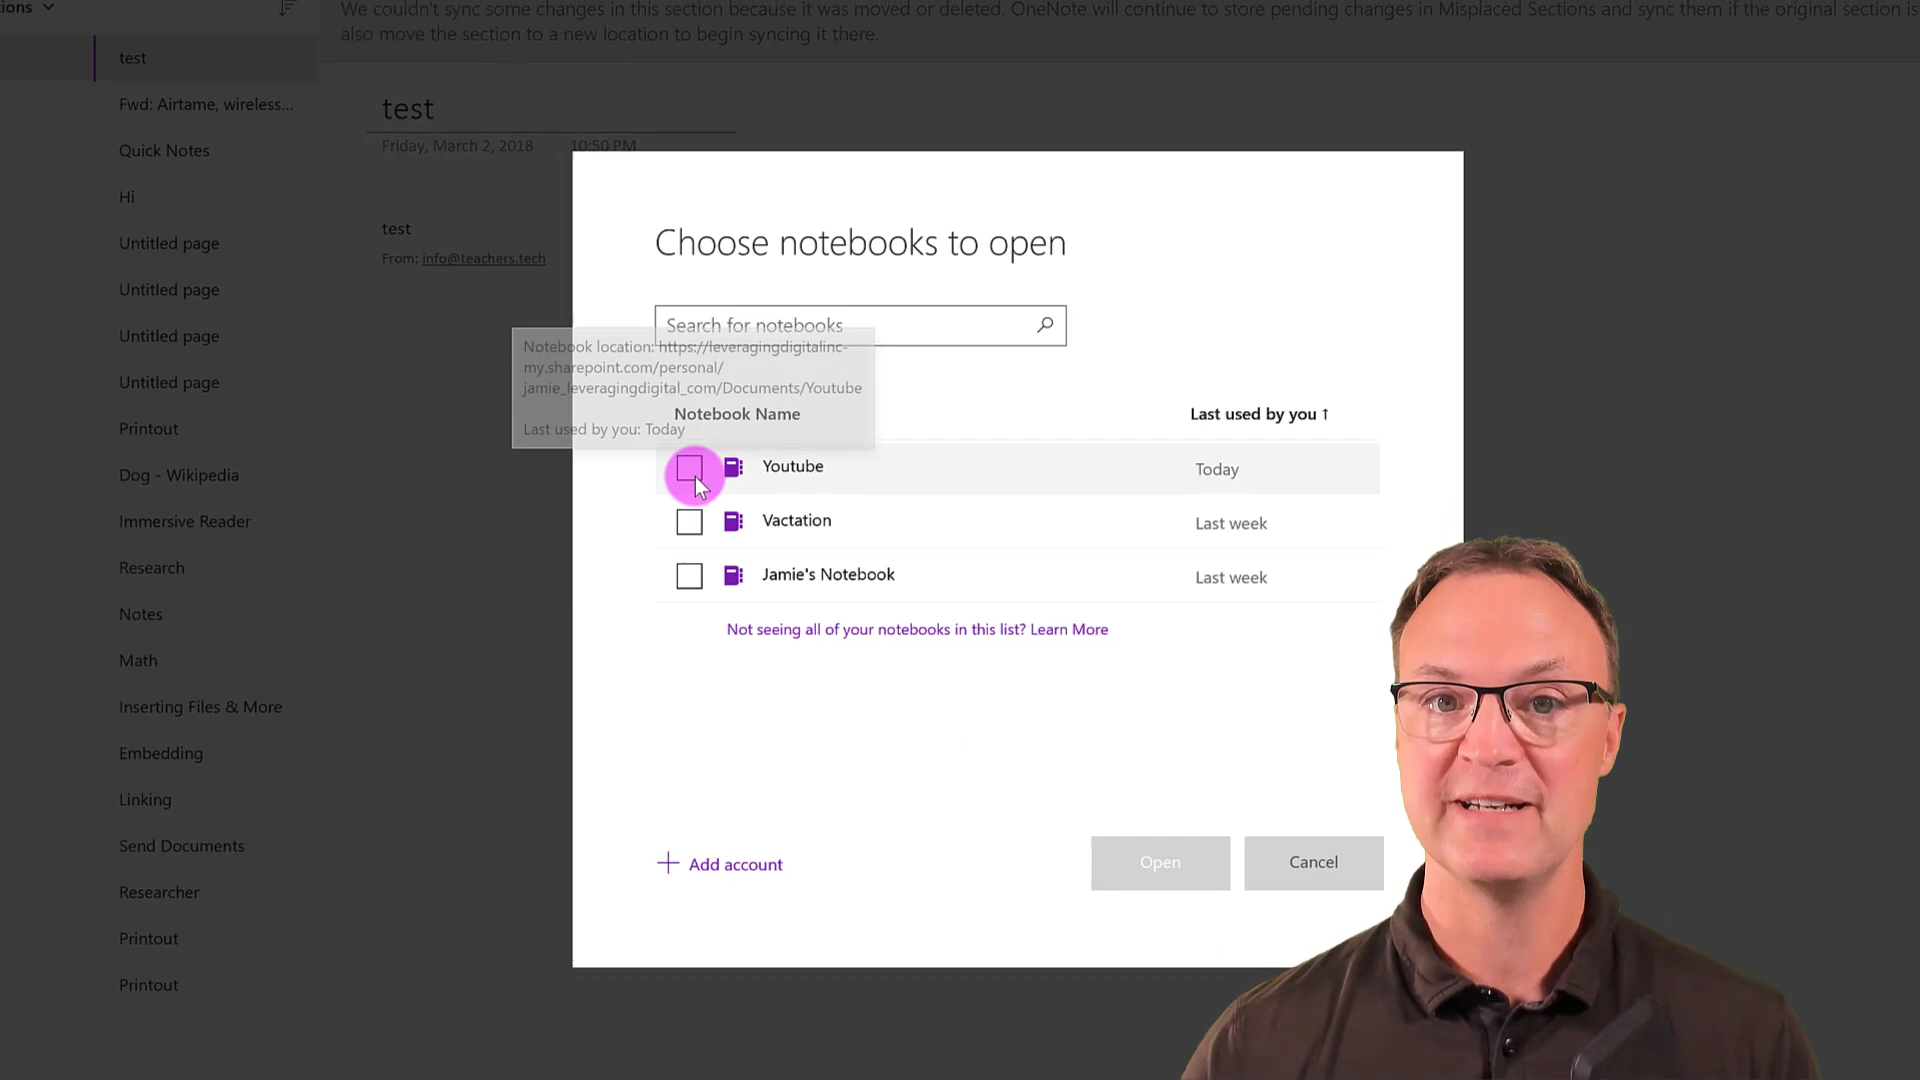 ions
We couldn't sync some changes in this section because it was moved or deleted. OneNote will continue to store pending changes in Misplaced Sections and sync them if the original section is
also move the section to a new location to begin syncing it there.
test
Fwd: Airtame, wireless...
Quick Notes
Hi
Untitled page
Untitled page
Untitled page
Untitled page
Printout
Dog - Wikipedia
Immersive Reader
Research
Notes
Math
Inserting Files & More
Embedding
Linking
Send Documents
Researcher
Printout
Printout
test
Friday, March 2, 2018 10:50 PM
test
From: info@teachers.tech
Choose notebooks to open
Search for notebooks
Notebook location: https://leveragingdigitalinc-
my.sharepoint.com/personal/
jamie_leveragingdigital_com/Documents/Youtube
Last used by you: Today
Notebook Name Last used by you ↑
Youtube Today
Vactation Last week
Jamie's Notebook Last week
Not seeing all of your notebooks in this list? Learn More
+ Add account
Open Cancel